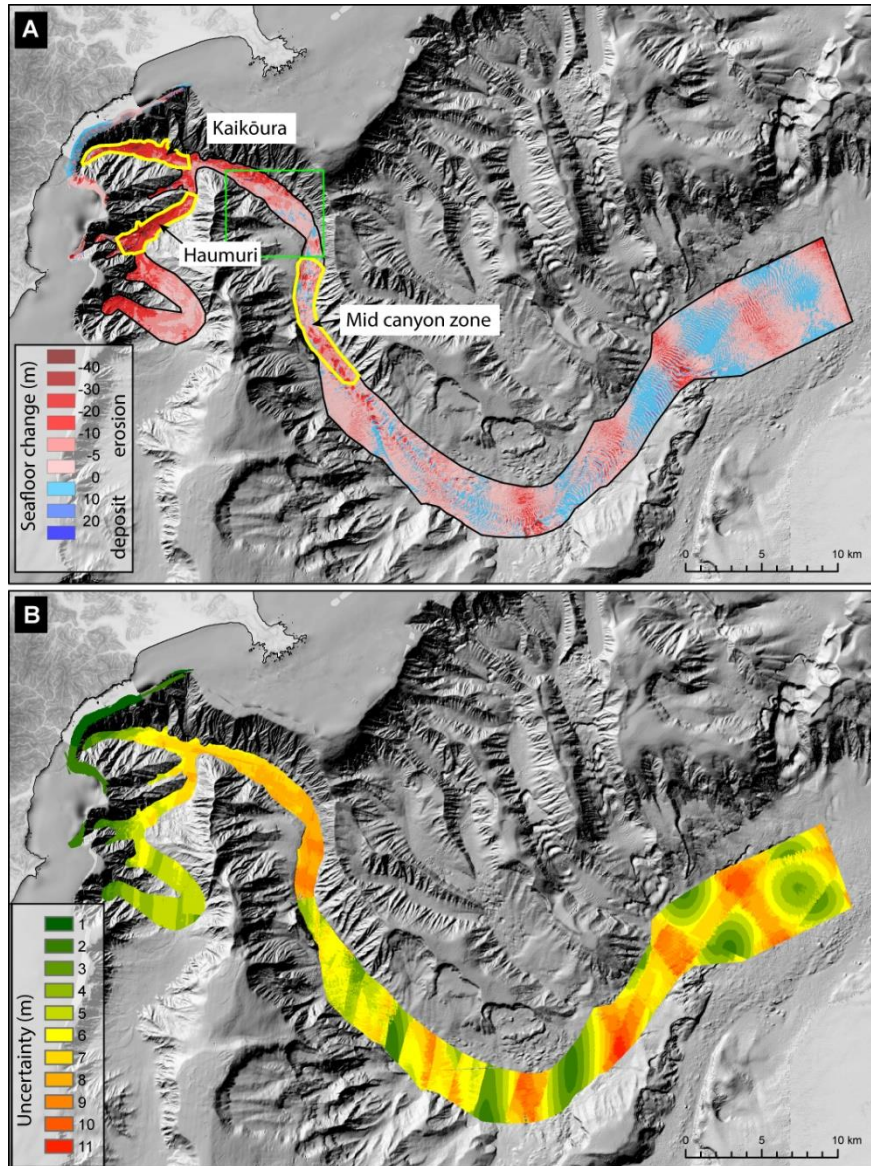 A
Kaikōura
Haumuri
Mid canyon zone
Seafloor change (m)
-40
-30
-20
-10
-5
0
10
20
erosion
deposit
0 5 10 km
B
Uncertainty (m)
1
2
3
4
5
6
7
8
9
10
11
0 5 10 km